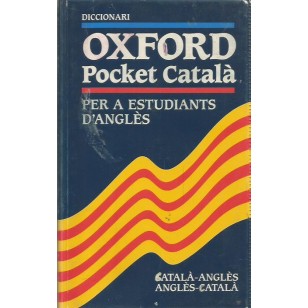 DICCIONARI
OXFORD
Pocket Català
PER A ESTUDIANTS
D'ANGLÈS
CATALÀ-ANGLÈS
ANGLÈS-CATALÀ